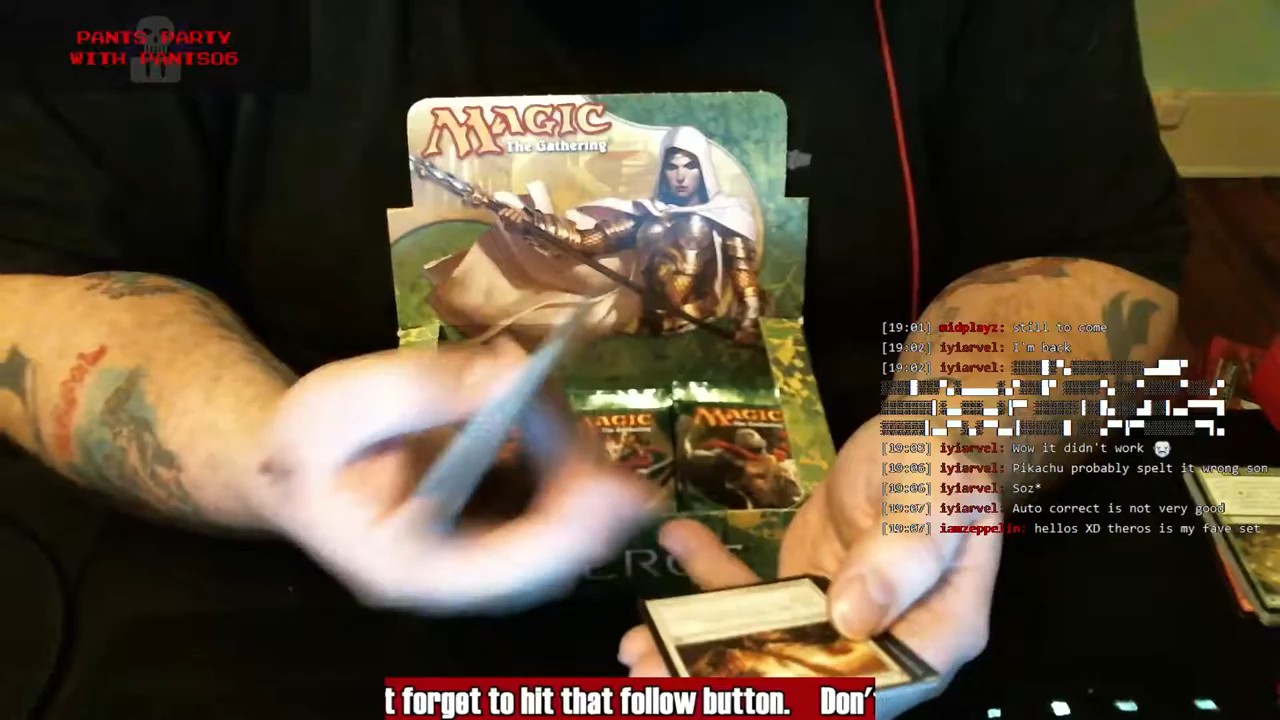 PANTS PARTY
WITH PANTS06
MAGIC
The Gathering
MAGIC
MAGIC
[19:01] midplayz: still to come
[19:02] iyiarvel: I'm back
[19:02] iyiarvel:
[19:03] iyiarvel: Wow it didn't work
[19:06] iyiarvel: Pikachu probably spelt it wrong son
[19:06] iyiarvel: Soz*
[19:07] iyiarvel: Auto correct is not very good
[19:07] iamzeppelin: hellos XD theros is my fave set
t forget to hit that follow button. Don'